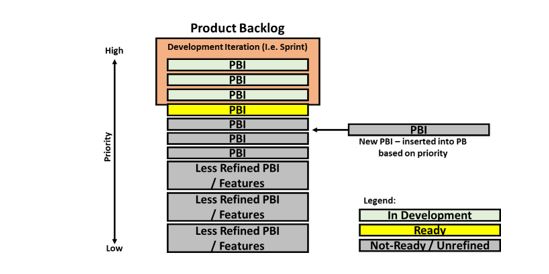 Product Backlog
High
Development Iteration (I.e. Sprint)
PBI
PBI
PBI
PBI
PBI
PBI
PBI
Less Refined PBI
/ Features
Less Refined PBI
/ Features
Less Refined PBI
/ Features
Priority
Low
PBI
New PBI – inserted into PB
based on priority
Legend:
In Development
Ready
Not-Ready / Unrefined